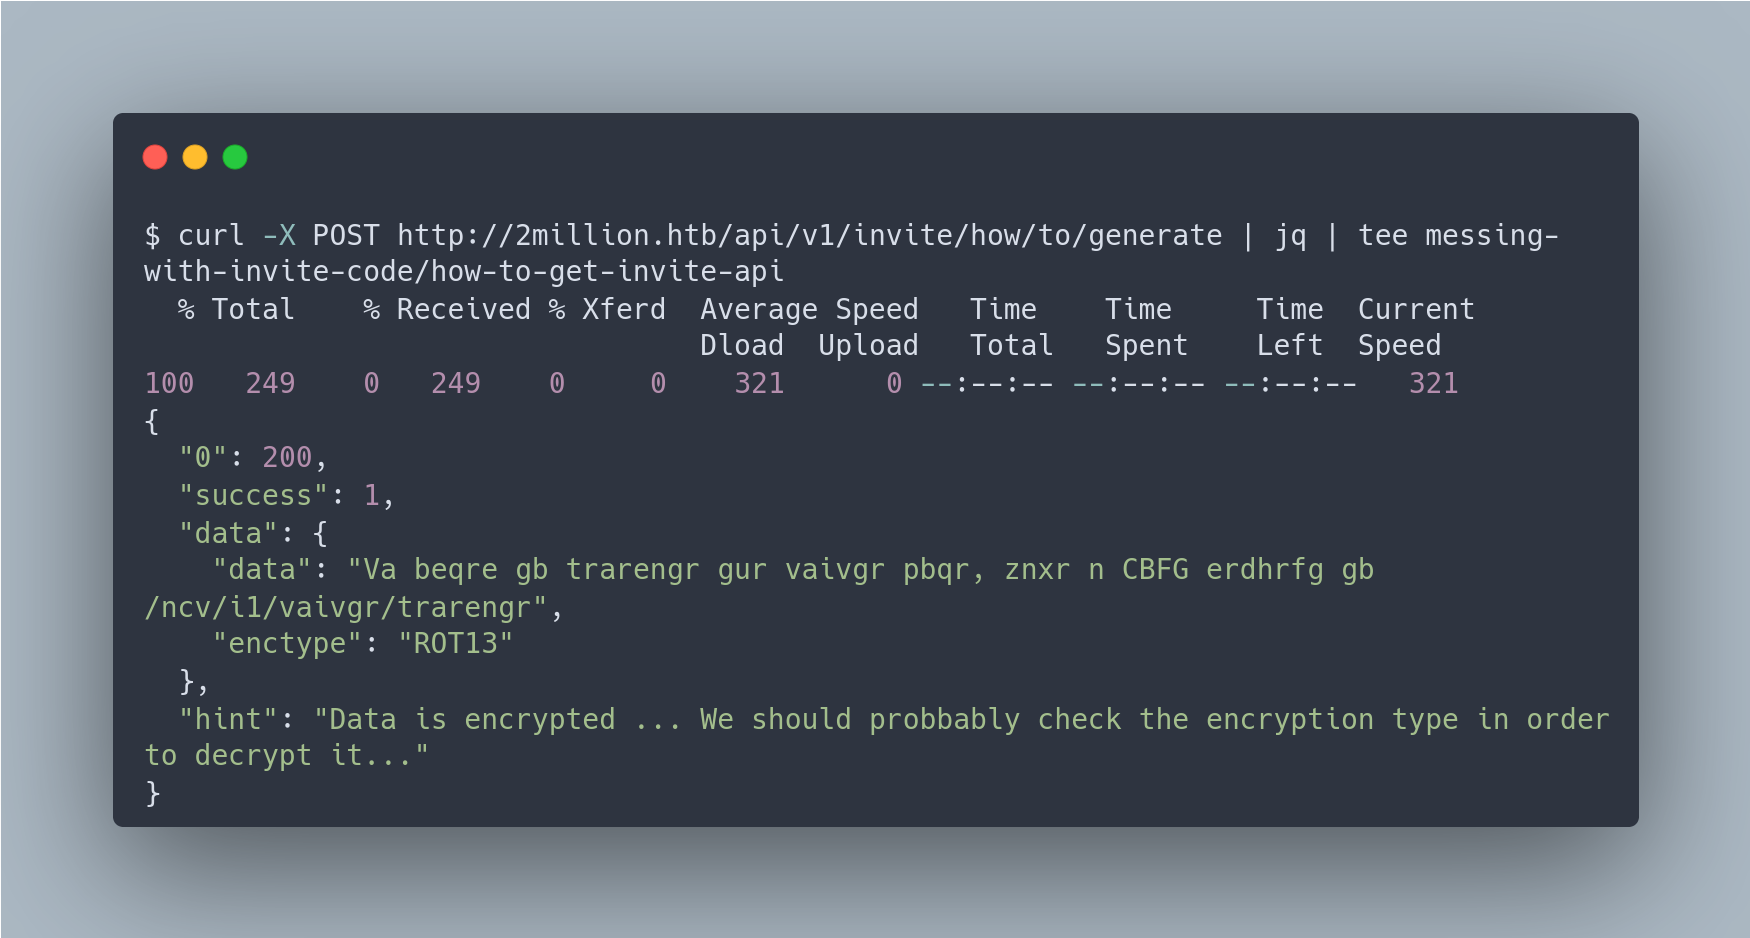 $ curl -X POST http://2million.htb/api/v1/invite/how/to/generate | jq | tee messing-
with-invite-code/how-to-get-invite-api
  % Total    % Received % Xferd  Average Speed   Time    Time     Time  Current
                                 Dload  Upload   Total   Spent    Left  Speed
100   249    0   249    0     0    321      0 --:--:-- --:--:-- --:--:--   321
{
  "0": 200,
  "success": 1,
  "data": {
    "data": "Va beqre gb trarengr gur vaivgr pbqr, znxr n CBFG erdhrfg gb
/ncv/i1/vaivgr/trarengr",
    "enctype": "ROT13"
  },
  "hint": "Data is encrypted ... We should probbably check the encryption type in order
to decrypt it..."
}